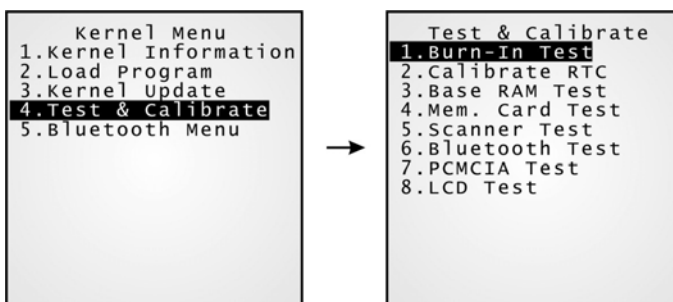 Kernel Menu
1.Kernel Information
2.Load Program
3.Kernel Update
4.Test & Calibrate
5.Bluetooth Menu
Test & Calibrate
1.Burn-In Test
2.Calibrate RTC
3.Base RAM Test
4.Mem. Card Test
5.Scanner Test
6.Bluetooth Test
7.PCMCIA Test
8.LCD Test